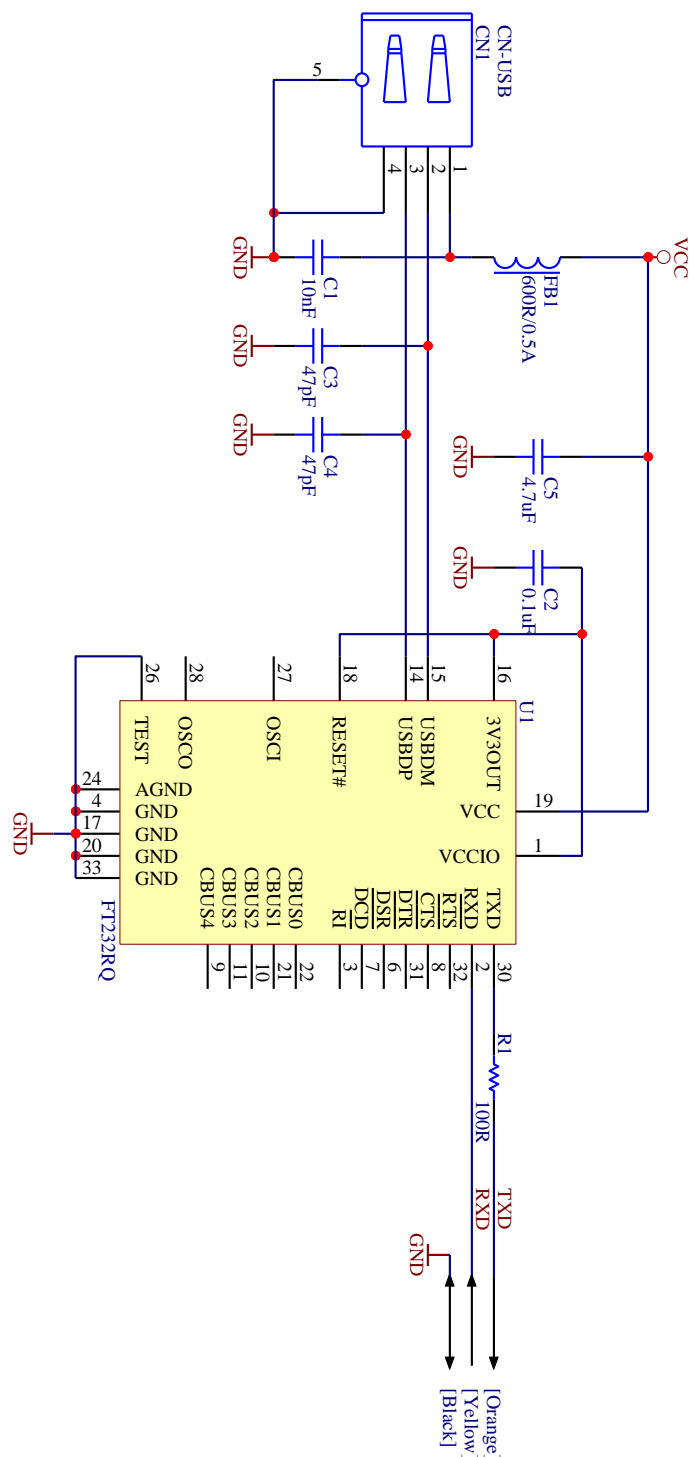 CN-USB
CN1
5
4
3
2
1
GND
C1
10nF
FB1
600R/0.5A
VCC
GND
C3
47pF
GND
C4
47pF
GND
C5
4.7uF
GND
C2
0.1uF
26
28
27
18
14
15
16
U1
TEST
OSCO
OSCI
RESET#
USBDP
USBDM
3V3OUT
24
AGND
4
GND
17
GND
20
GND
33
GND
GND
VCC
19
VCCIO
1
CBUS4
CBUS3
CBUS2
CBUS1
CBUS0
RI
DCD
DSR
DTR
CTS
RTS
RXD
TXD
FT232RQ
9
11
10
21
22
3
7
6
31
8
32
2
30
R1
100R
TXD
RXD
GND
[Orange]
[Yellow]
[Black]